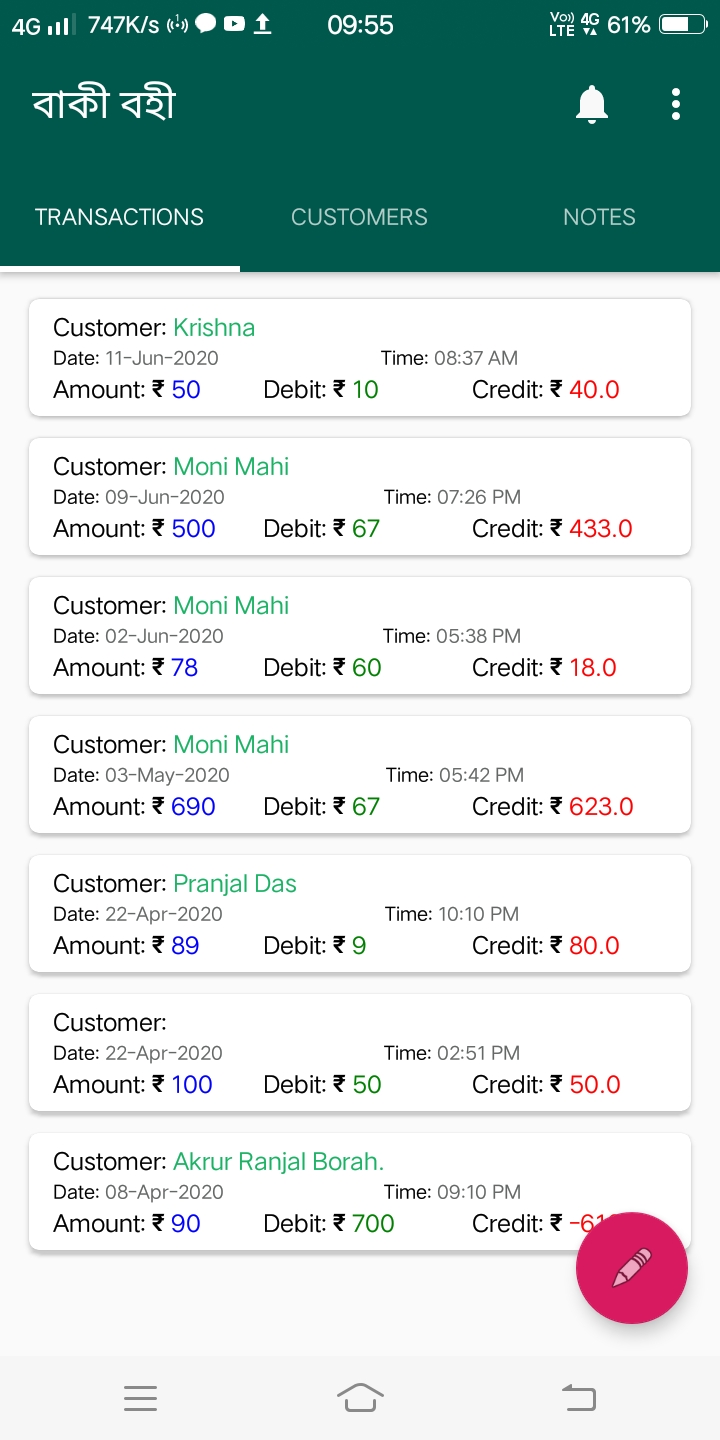 4G 747K/s 09:55 Vo)) LTE 4G 61%
বাকী বহী
TRANSACTIONS CUSTOMERS NOTES
Customer: Krishna
Date: 11-Jun-2020 Time: 08:37 AM
Amount: ₹ 50 Debit: ₹ 10 Credit: ₹ 40.0
Customer: Moni Mahi
Date: 09-Jun-2020 Time: 07:26 PM
Amount: ₹ 500 Debit: ₹ 67 Credit: ₹ 433.0
Customer: Moni Mahi
Date: 02-Jun-2020 Time: 05:38 PM
Amount: ₹ 78 Debit: ₹ 60 Credit: ₹ 18.0
Customer: Moni Mahi
Date: 03-May-2020 Time: 05:42 PM
Amount: ₹ 690 Debit: ₹ 67 Credit: ₹ 623.0
Customer: Pranjal Das
Date: 22-Apr-2020 Time: 10:10 PM
Amount: ₹ 89 Debit: ₹ 9 Credit: ₹ 80.0
Customer:
Date: 22-Apr-2020 Time: 02:51 PM
Amount: ₹ 100 Debit: ₹ 50 Credit: ₹ 50.0
Customer: Akrur Ranjal Borah.
Date: 08-Apr-2020 Time: 09:10 PM
Amount: ₹ 90 Debit: ₹ 700 Credit: ₹